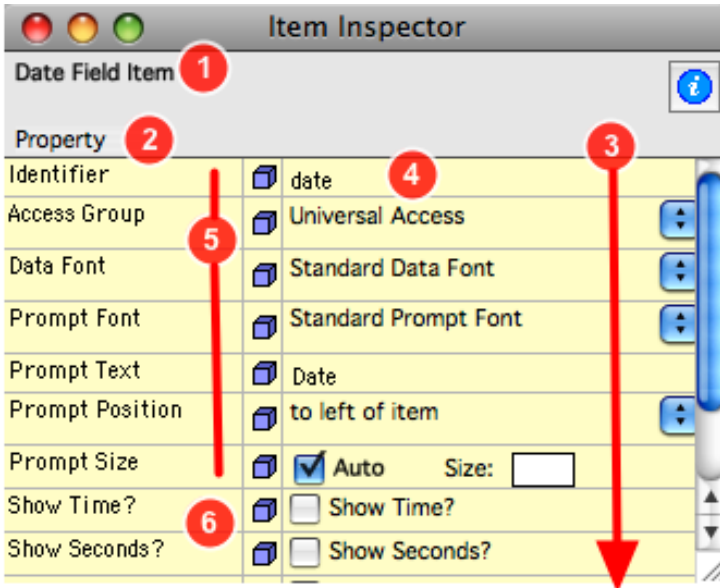 Item Inspector
Date Field Item 1
i
Property 2
3
Identifier date 4
Access Group Universal Access
5
Data Font Standard Data Font
Prompt Font Standard Prompt Font
Prompt Text Date
Prompt Position to left of item
Prompt Size Auto Size:
Show Time? Show Time?
6
Show Seconds? Show Seconds?